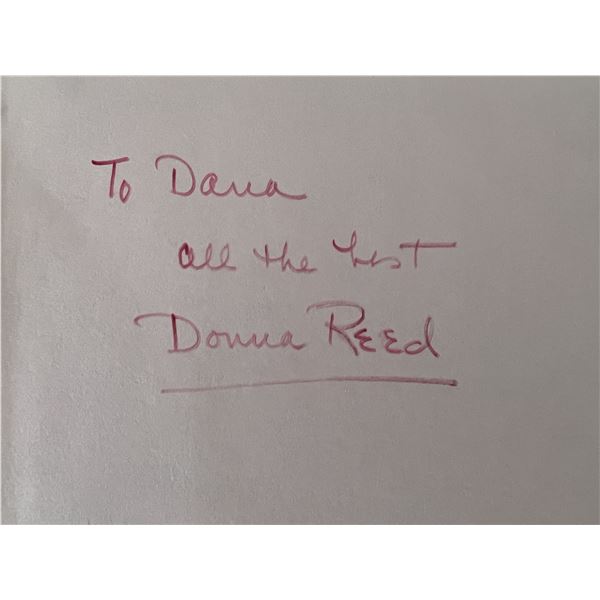 To Dana
all the best
Donna Reed